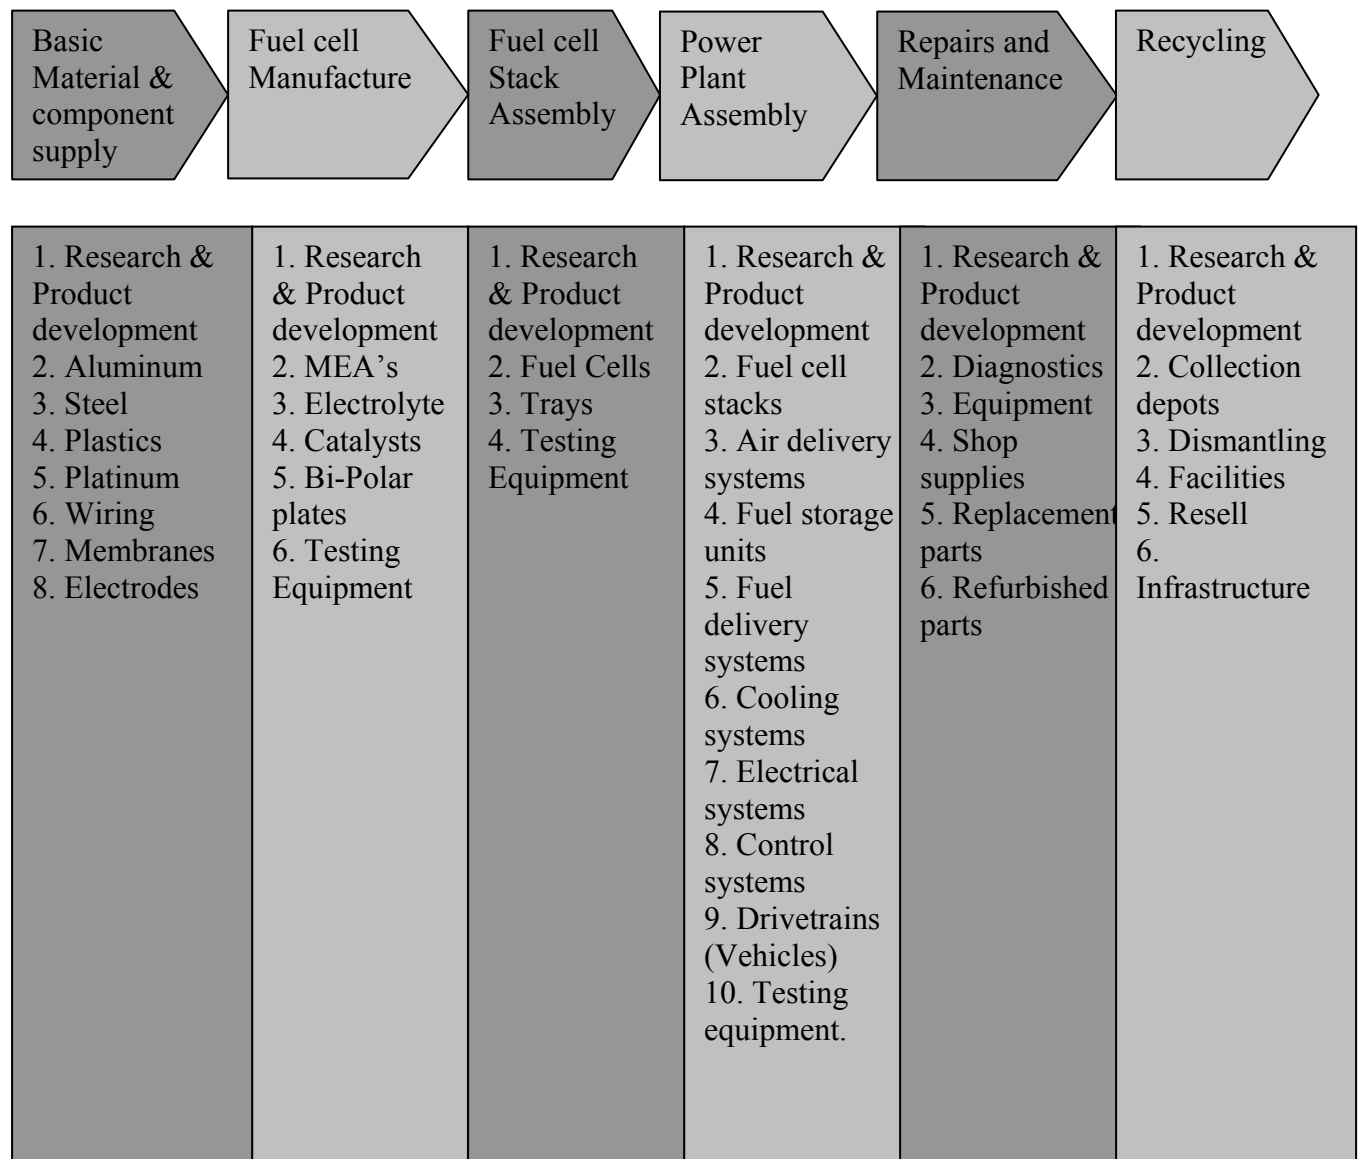 Basic
Material &
component
supply
Fuel cell
Manufacture
Fuel cell
Stack
Assembly
Power
Plant
Assembly
Repairs and
Maintenance
Recycling
1. Research &
Product
development
2. Aluminum
3. Steel
4. Plastics
5. Platinum
6. Wiring
7. Membranes
8. Electrodes
1. Research
& Product
development
2. MEA’s
3. Electrolyte
4. Catalysts
5. Bi-Polar
plates
6. Testing
Equipment
1. Research
& Product
development
2. Fuel Cells
3. Trays
4. Testing
Equipment
1. Research &
Product
development
2. Fuel cell
stacks
3. Air delivery
systems
4. Fuel storage
units
5. Fuel
delivery
systems
6. Cooling
systems
7. Electrical
systems
8. Control
systems
9. Drivetrains
(Vehicles)
10. Testing
equipment.
1. Research &
Product
development
2. Diagnostics
3. Equipment
4. Shop
supplies
5. Replacement
parts
6. Refurbished
parts
1. Research &
Product
development
2. Collection
depots
3. Dismantling
4. Facilities
5. Resell
6.
Infrastructure